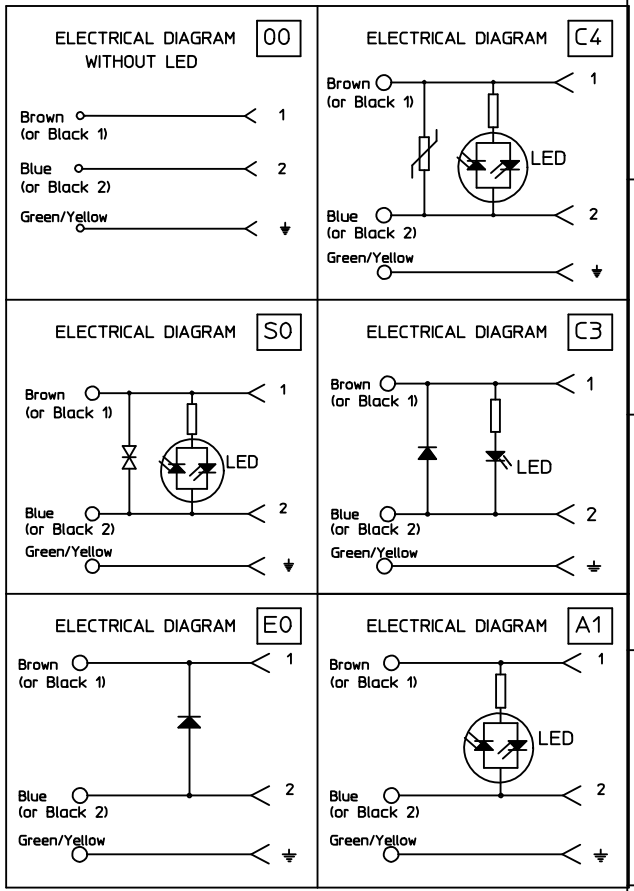 ELECTRICAL DIAGRAM 00
WITHOUT LED
Brown 1
(or Black 1)
Blue 2
(or Black 2)
Green/Yellow
ELECTRICAL DIAGRAM C4
Brown 1
(or Black 1)
LED
Blue 2
(or Black 2)
Green/Yellow
ELECTRICAL DIAGRAM S0
Brown 1
(or Black 1)
LED
Blue 2
(or Black 2)
Green/Yellow
ELECTRICAL DIAGRAM C3
Brown 1
(or Black 1)
LED
Blue 2
(or Black 2)
Green/Yellow
ELECTRICAL DIAGRAM E0
Brown 1
(or Black 1)
Blue 2
(or Black 2)
Green/Yellow
ELECTRICAL DIAGRAM A1
Brown 1
(or Black 1)
LED
Blue 2
(or Black 2)
Green/Yellow